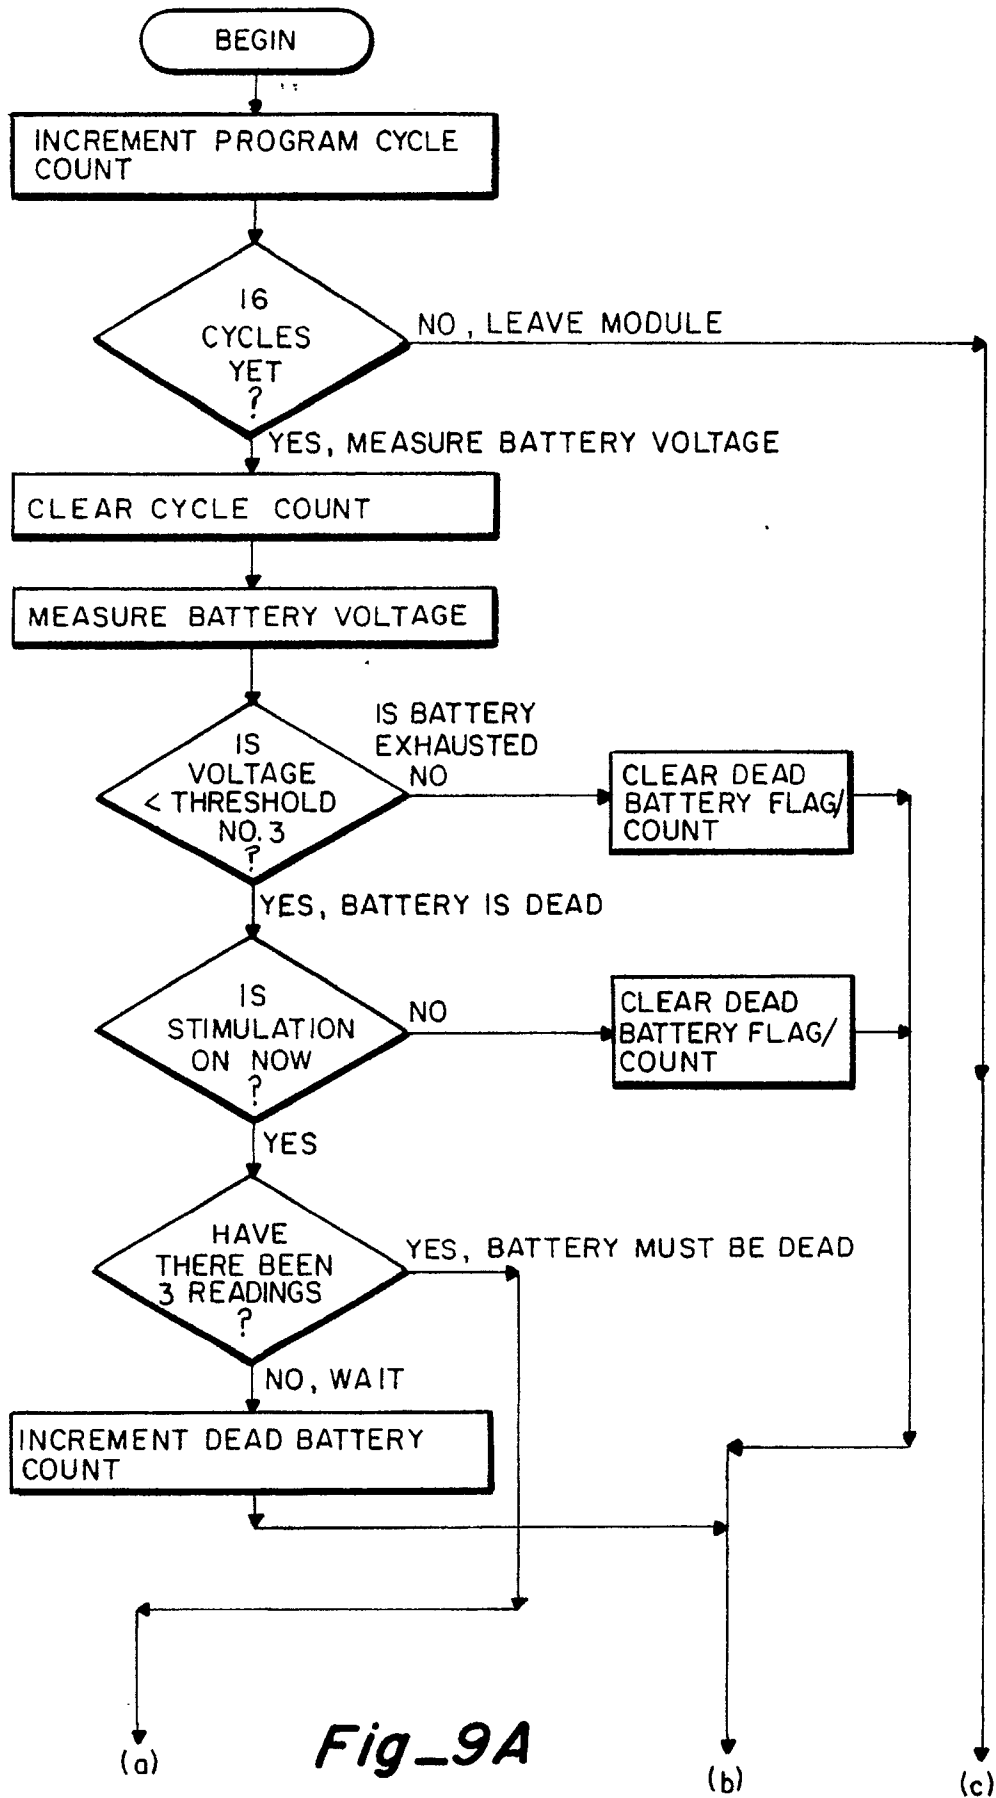 BEGIN
INCREMENT PROGRAM CYCLE
COUNT
16
CYCLES
YET
?
NO, LEAVE MODULE
YES, MEASURE BATTERY VOLTAGE
CLEAR CYCLE COUNT
MEASURE BATTERY VOLTAGE
IS
VOLTAGE
< THRESHOLD
NO. 3
?
IS BATTERY
EXHAUSTED
NO
CLEAR DEAD
BATTERY FLAG/
COUNT
YES, BATTERY IS DEAD
IS
STIMULATION
ON NOW
?
NO
CLEAR DEAD
BATTERY FLAG/
COUNT
YES
HAVE
THERE BEEN
3 READINGS
?
YES, BATTERY MUST BE DEAD
NO, WAIT
INCREMENT DEAD BATTERY
COUNT
(a)
Fig_9A
(b)
(c)